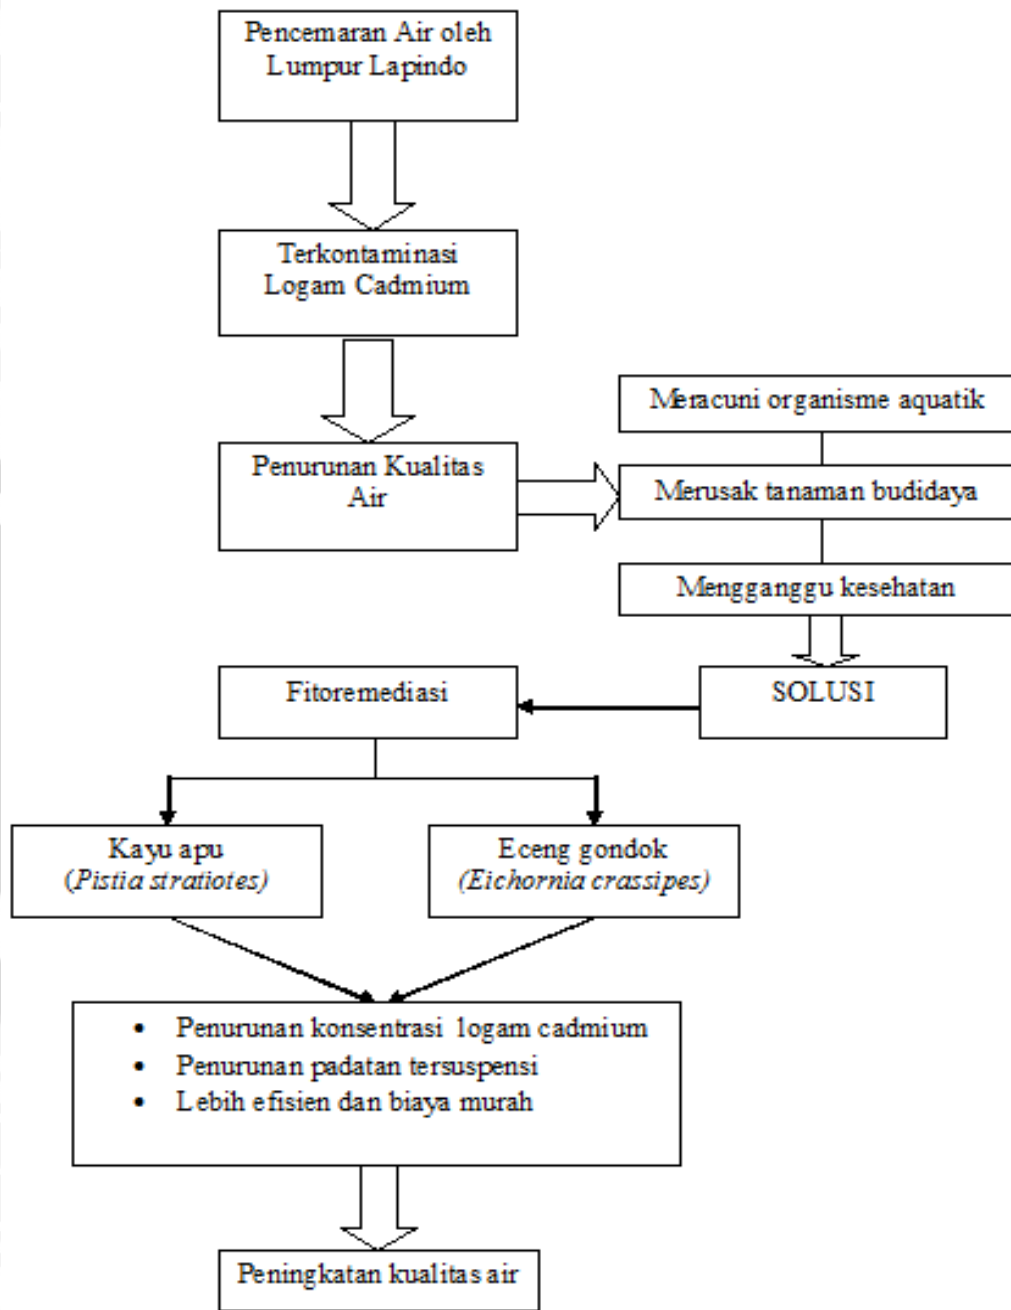 Pencemaran Air oleh
Lumpur Lapindo
Terkontaminasi
Logam Cadmium
Penurunan Kualitas
Air
Meracuni organisme aquatik
Merusak tanaman budidaya
Mengganggu kesehatan
SOLUSI
Fitoremediasi
Kayu apu
(Pistia stratiotes)
Eceng gondok
(Eichornia crassipes)
• Penurunan konsentrasi logam cadmium
• Penurunan padatan tersuspensi
• Lebih efisien dan biaya murah
Peningkatan kualitas air